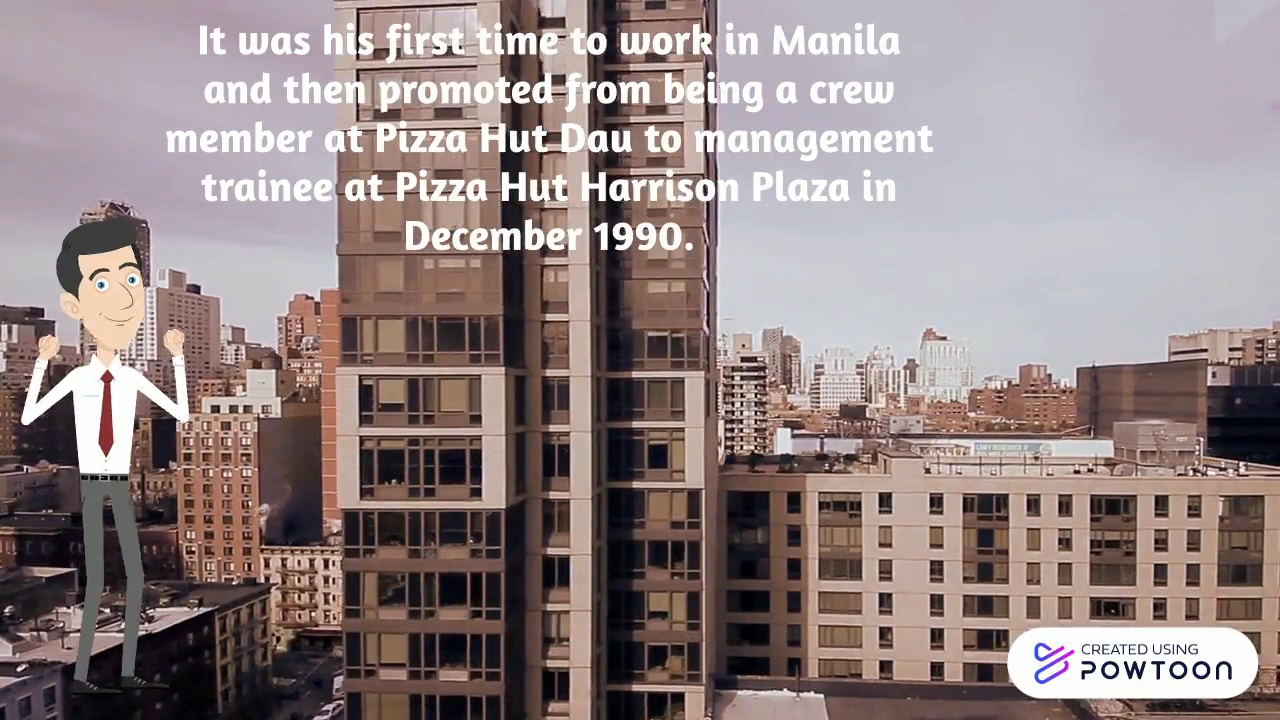 It was his first time to work in Manila
and then promoted from being a crew
member at Pizza Hut Dau to management
trainee at Pizza Hut Harrison Plaza in
December 1990.
CREATED USING
POWTOON